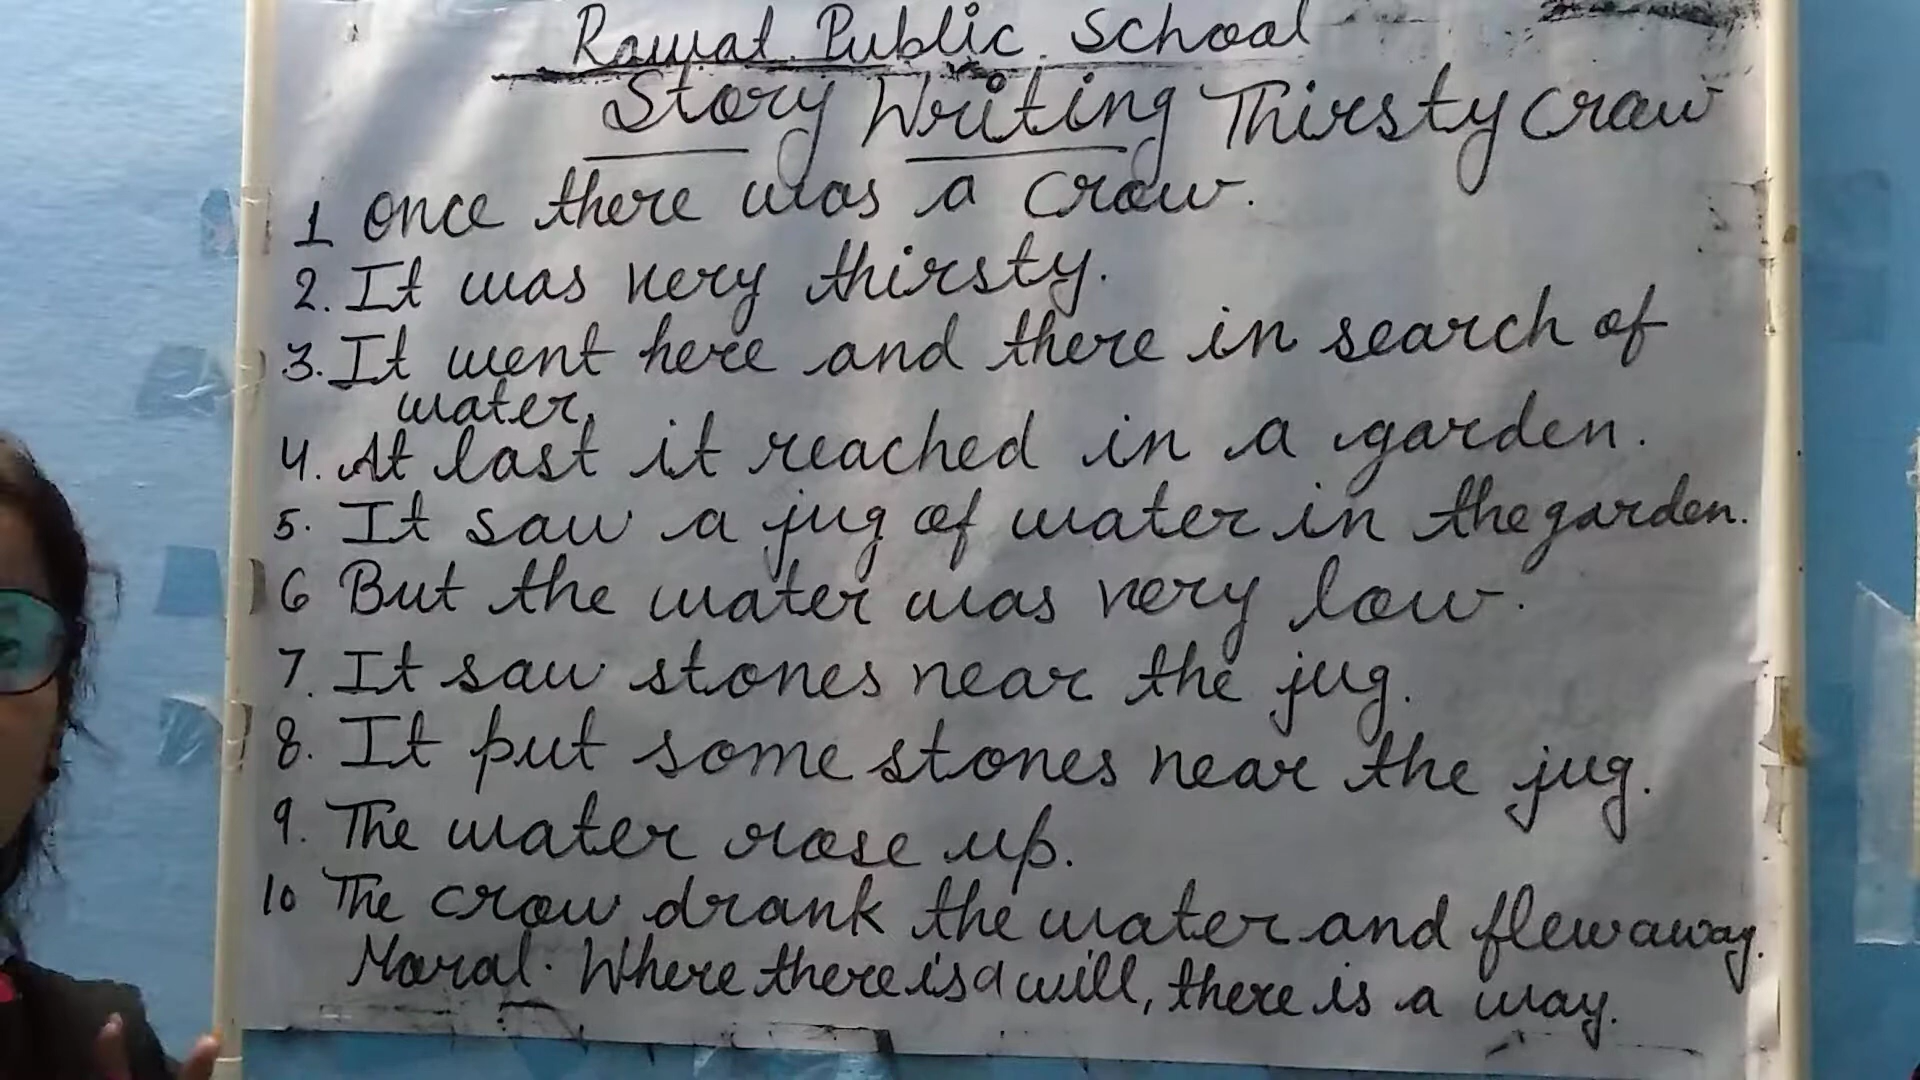 Rawat Public School
Story Writing Thirsty Crow
1 Once there was a Crow.
2. It was very thirsty.
3. It went here and there in search of
water.
4. At last it reached in a garden.
5. It saw a jug of water in the garden.
6 But the water was very low.
7. It saw stones near the jug.
8. It put some stones near the jug.
9. The water rose up.
10 The crow drank the water and flew away.
Moral. Where there is a will, there is a way.